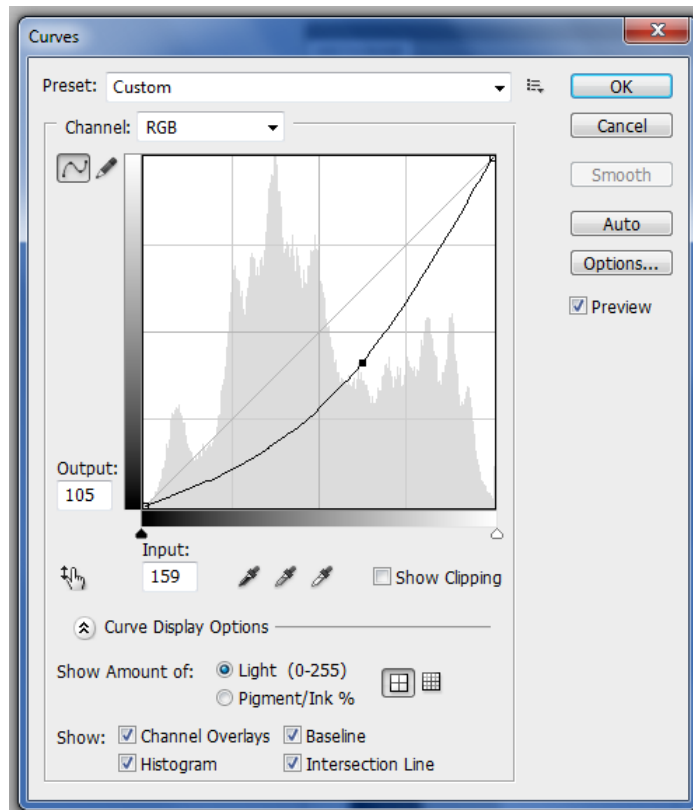 Curves
Preset: Custom
OK
Channel: RGB
Cancel
Smooth
Auto
Options...
Preview
Output:
105
Input:
159
Show Clipping
Curve Display Options
Show Amount of: Light (0-255)
Pigment/Ink %
Show: Channel Overlays Baseline
Histogram Intersection Line